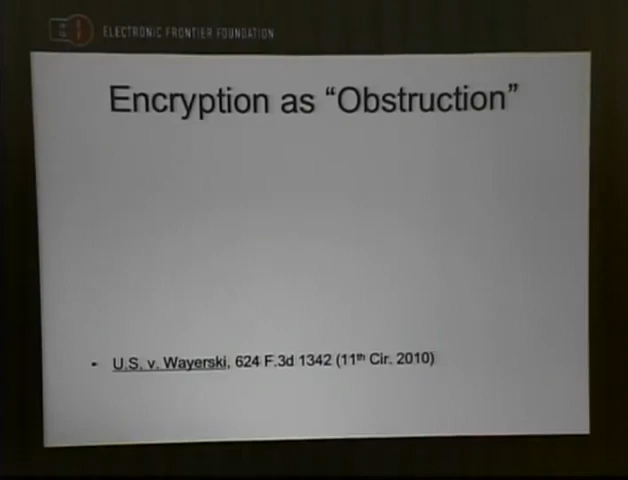 ELECTRONIC FRONTIER FOUNDATION
Encryption as “Obstruction”
• U.S. v. Wayerski, 624 F.3d 1342 (11th Cir. 2010)